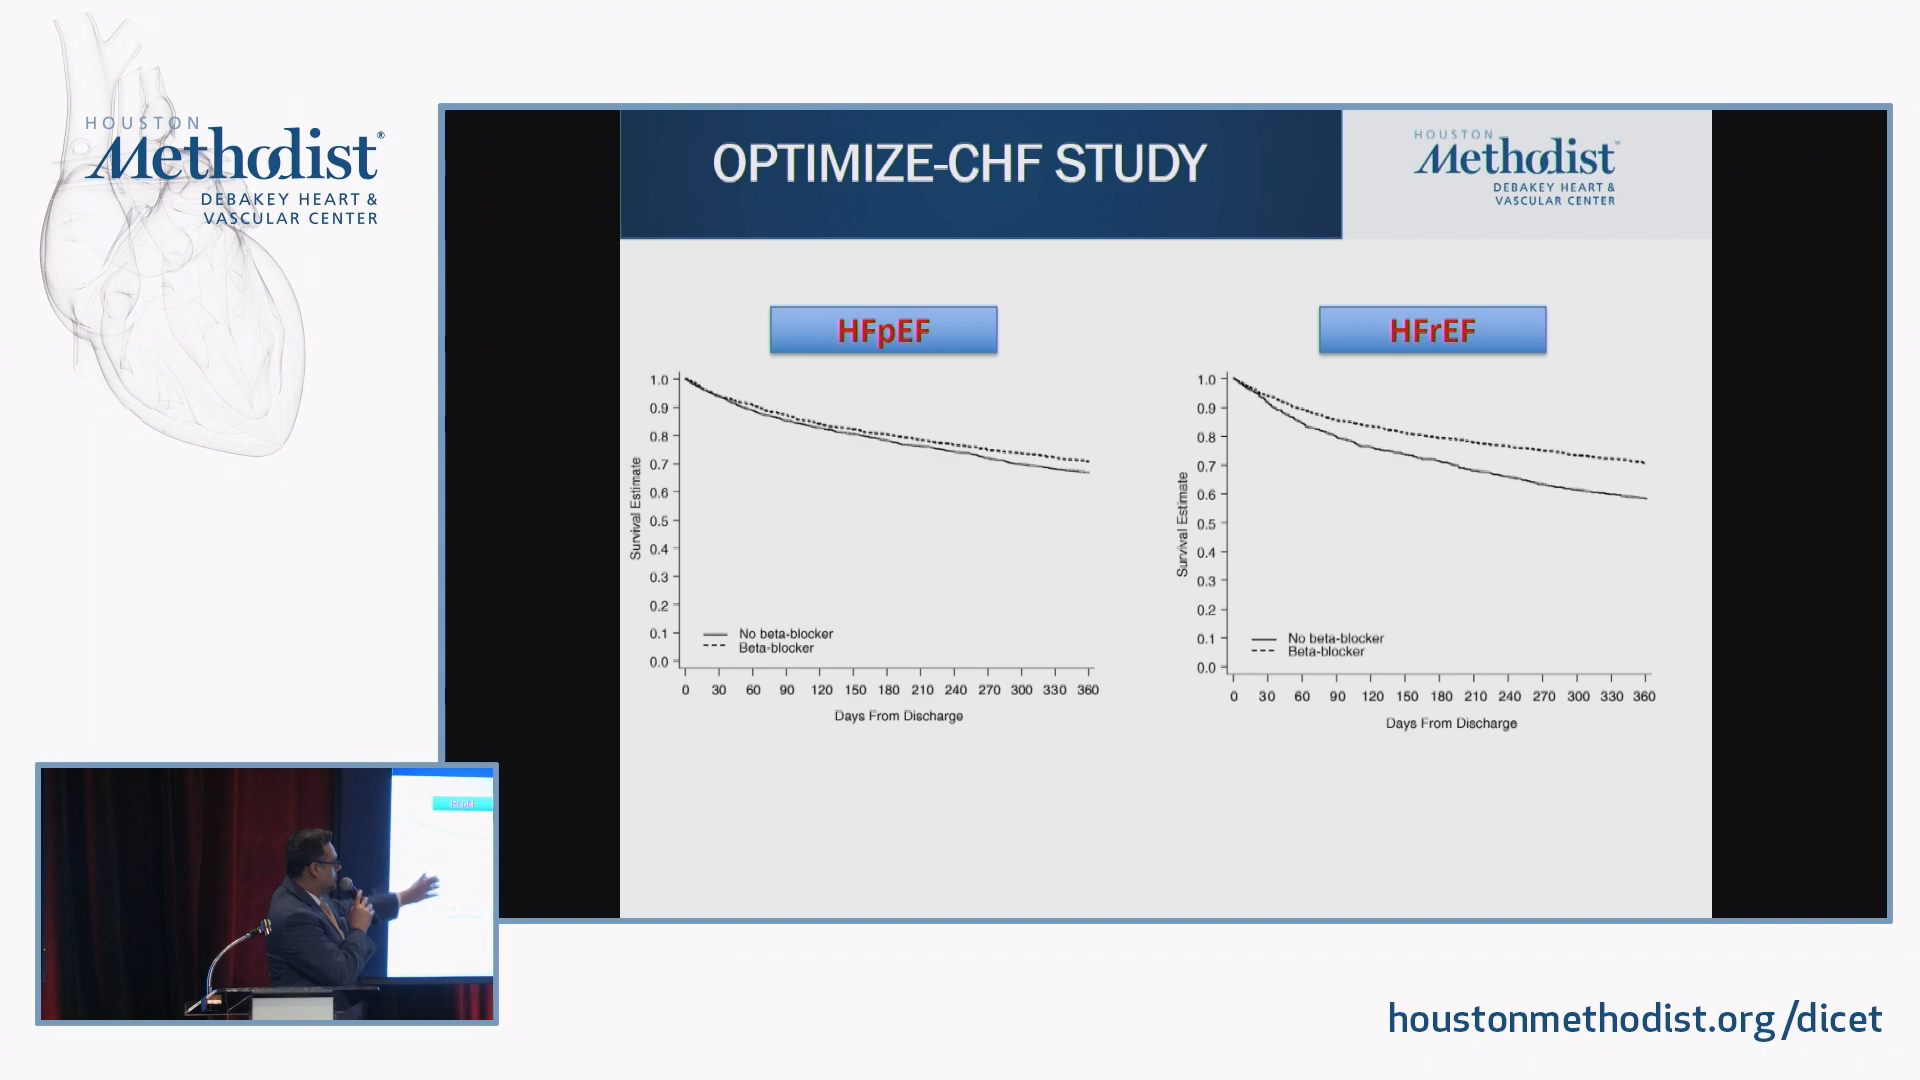 HOUSTON
Methodist®
DEBAKEY HEART &
VASCULAR CENTER
OPTIMIZE-CHF STUDY
HOUSTON
Methodist™
DEBAKEY HEART &
VASCULAR CENTER
HFpEF
1.0
0.9
0.8
0.7
0.6
0.5
0.4
0.3
0.2
0.1
0.0
Survival Estimate
No beta-blocker
Beta-blocker
0 30 60 90 120 150 180 210 240 270 300 330 360
Days From Discharge
HFrEF
1.0
0.9
0.8
0.7
0.6
0.5
0.4
0.3
0.2
0.1
0.0
Survival Estimate
No beta-blocker
Beta-blocker
0 30 60 90 120 150 180 210 240 270 300 330 360
Days From Discharge
HFpEF
houstonmethodist.org/dicet